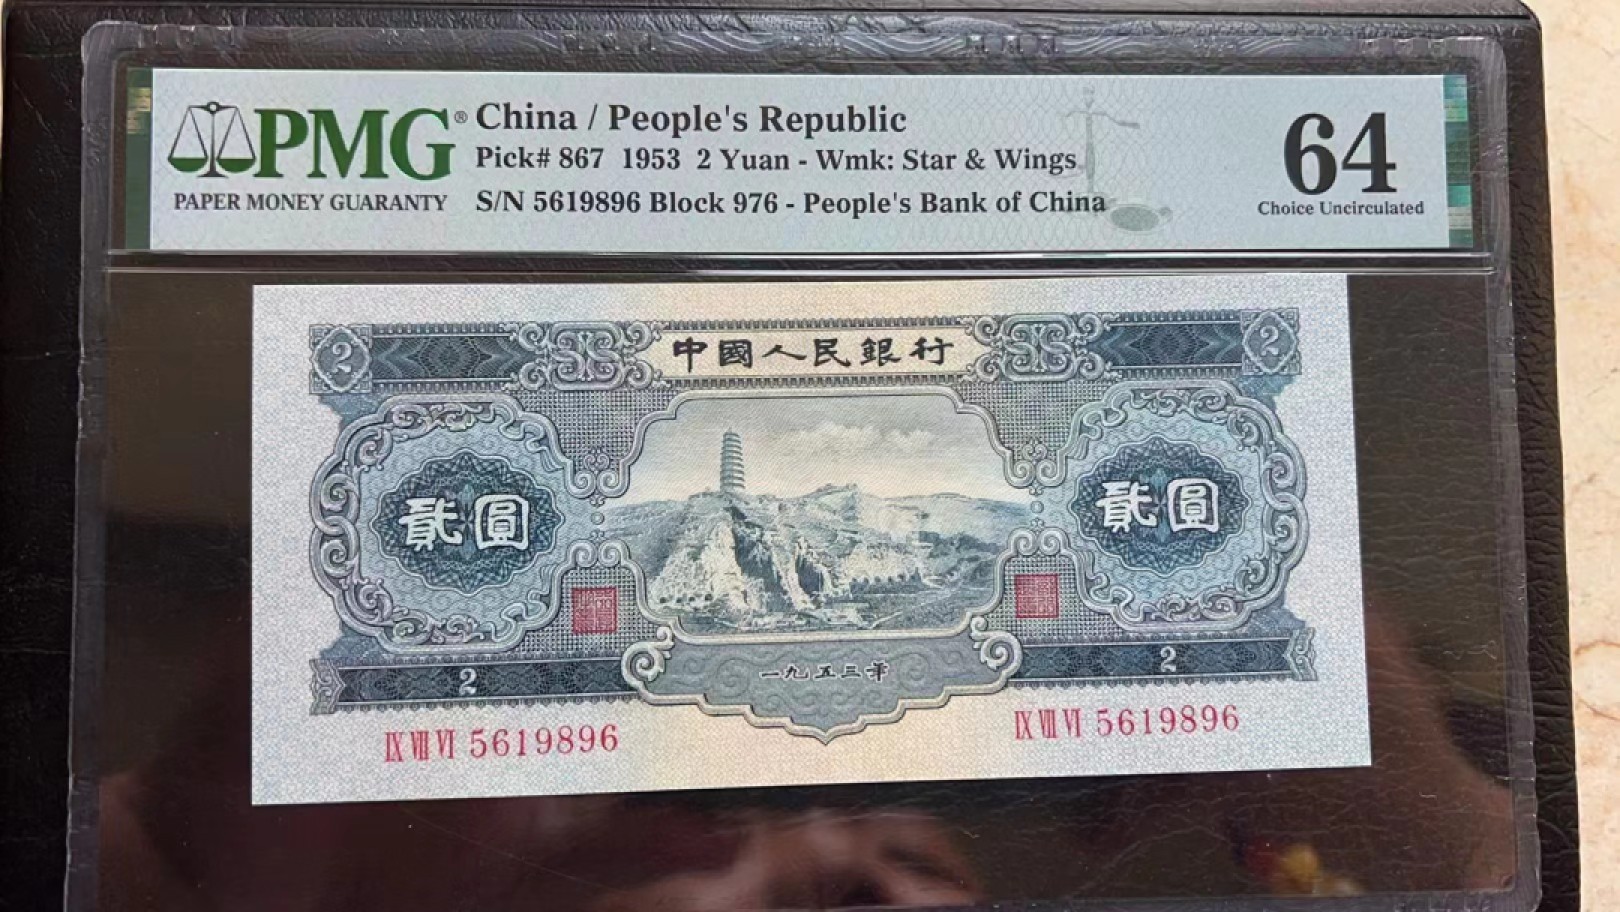 PMG®
PAPER MONEY GUARANTY
China / People's Republic
Pick# 867 1953 2 Yuan - Wmk: Star & Wings
S/N 5619896 Block 976 - People's Bank of China
64
Choice Uncirculated
2
中國人民銀行
2
貳圓
貳圓
一九五三年
2
2
IX VII VI 5619896
IX VII VI 5619896